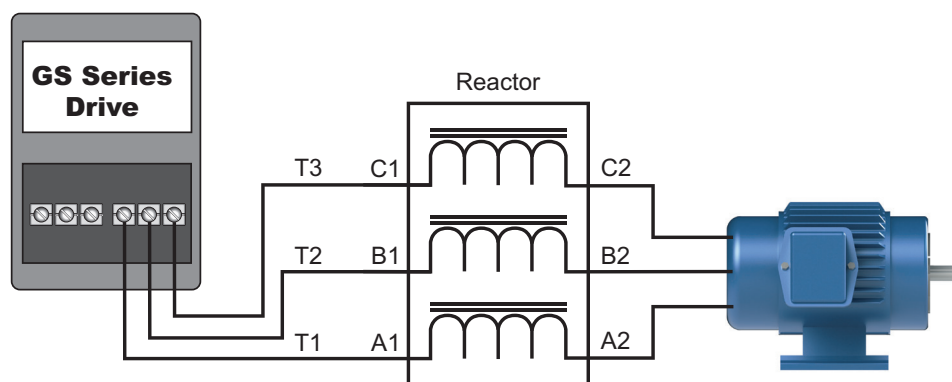 GS Series
Drive
Reactor
T3 C1 C2
T2 B1 B2
T1 A1 A2